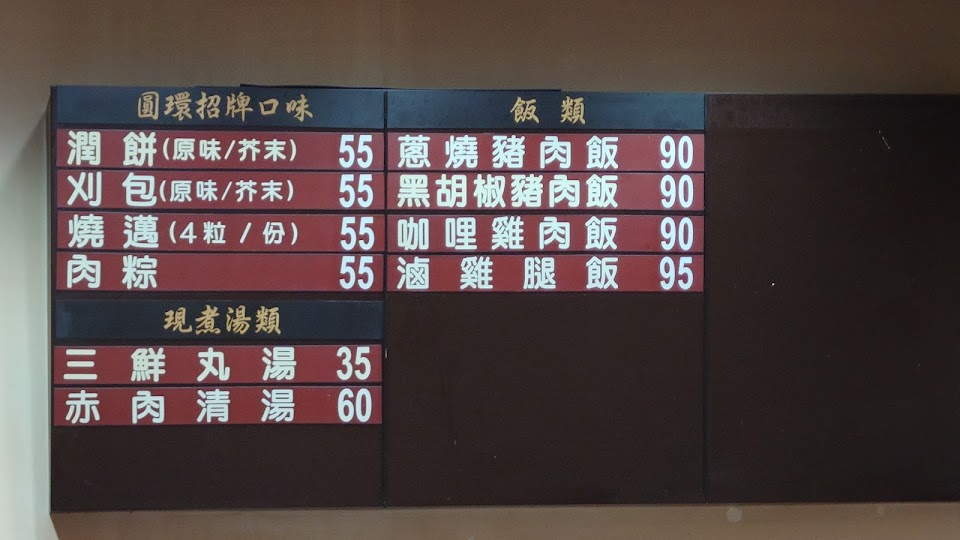 圓環招牌口味
潤餅(原味/芥末) 55
刈包(原味/芥末) 55
燒邁(4粒/份) 55
肉粽 55
現煮湯類
三鮮丸湯 35
赤肉清湯 60
飯類
蔥燒豬肉飯 90
黑胡椒豬肉飯 90
咖哩雞肉飯 90
滷雞腿飯 95